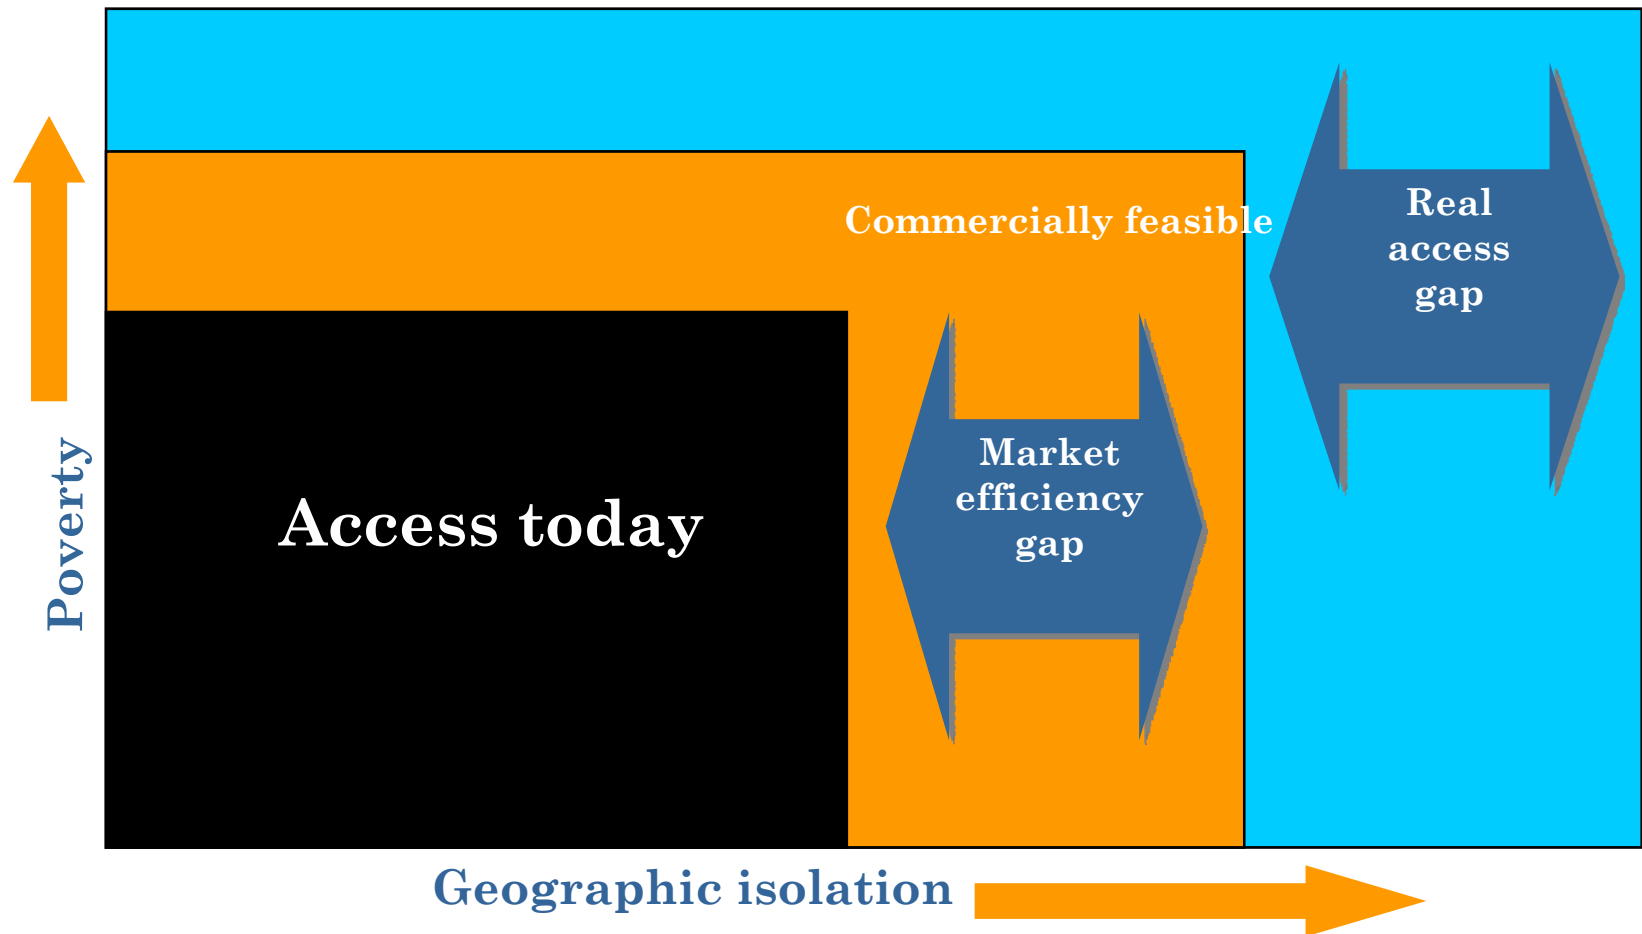 Commercially feasible
Real
access
gap
Market
efficiency
gap
Access today
Poverty
Geographic isolation